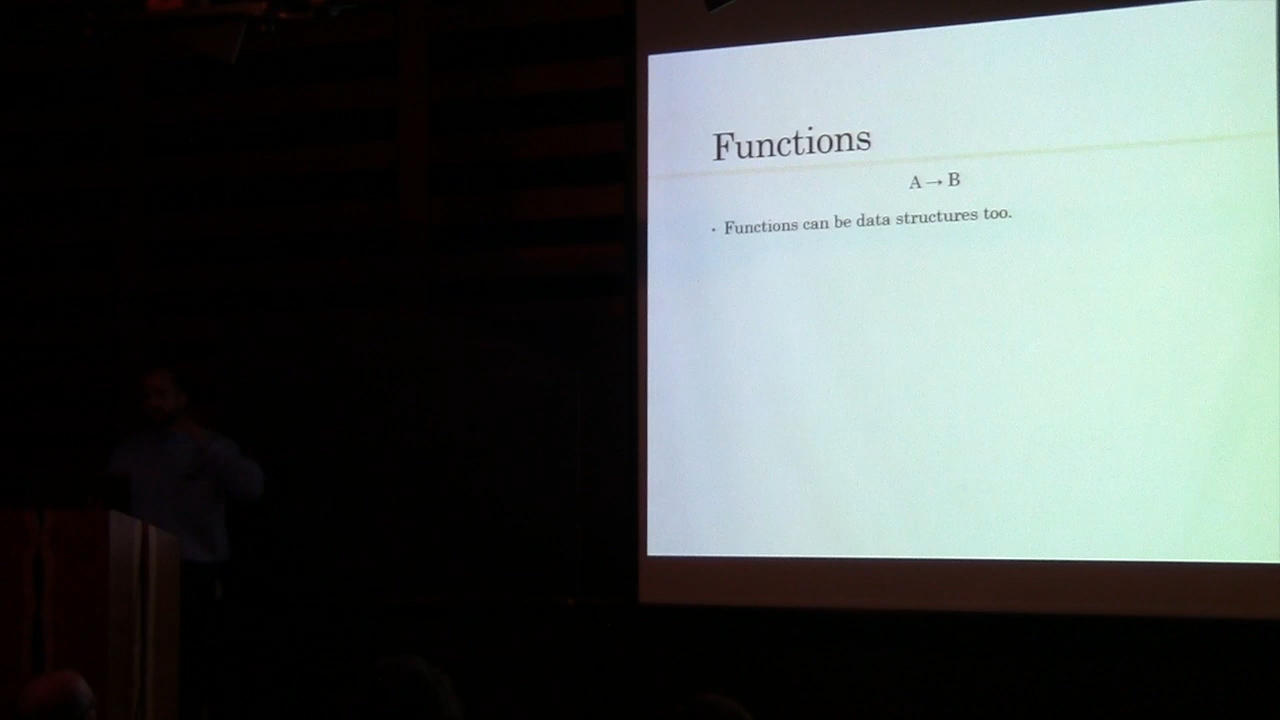 Functions
A → B
· Functions can be data structures too.